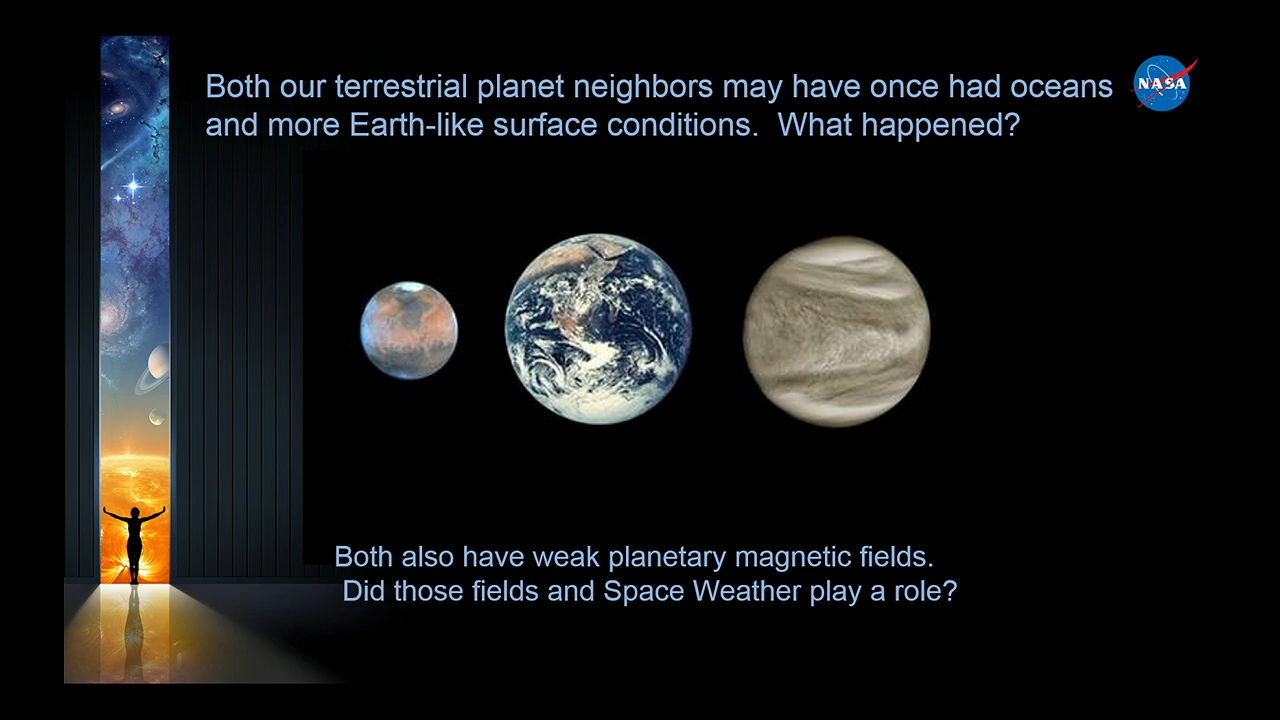 Both our terrestrial planet neighbors may have once had oceans
and more Earth-like surface conditions.  What happened?
NASA
Both also have weak planetary magnetic fields.
Did those fields and Space Weather play a role?